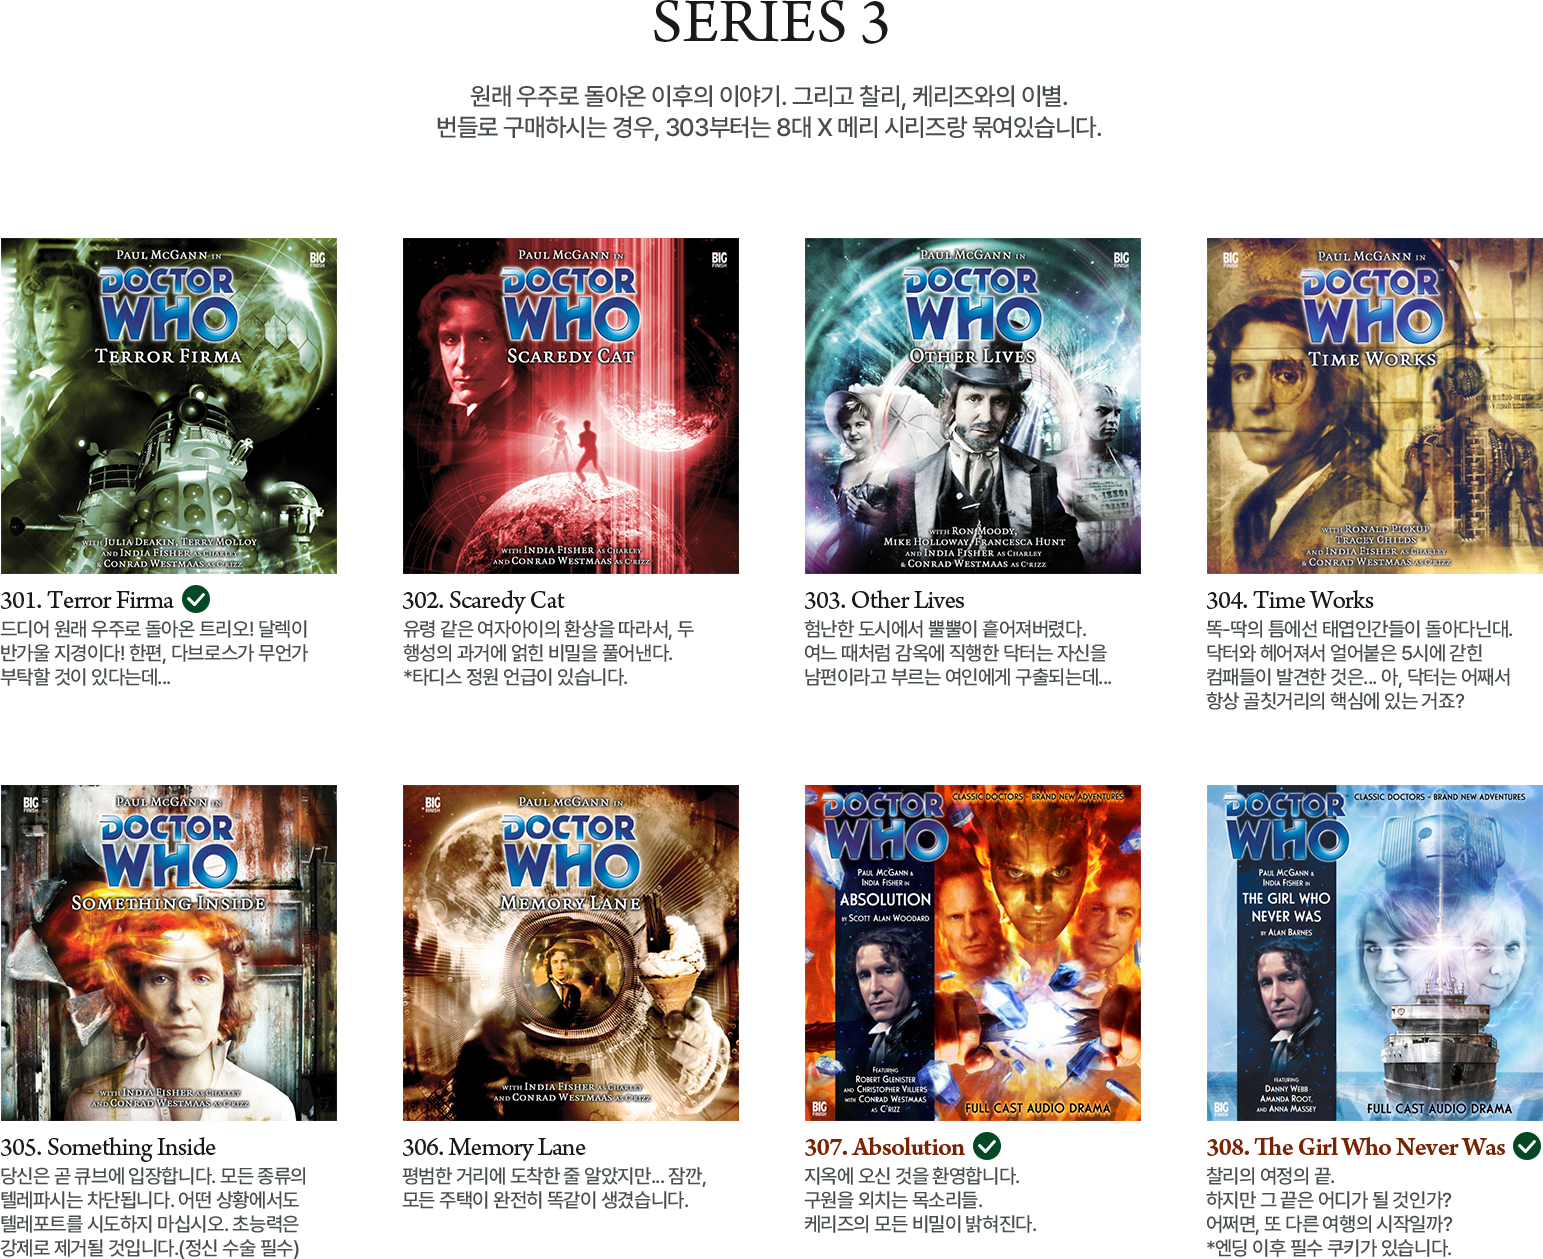 SERIES 3
원래 우주로 돌아온 이후의 이야기. 그리고 찰리, 케리즈와의 이별.
번들로 구매하시는 경우, 303부터는 8대 X 메리 시리즈랑 묶여있습니다.
PAUL MCGANN IN
BIG
FINISH
DOCTOR
WHO
TERROR FIRMA
WITH JULIA DEAKIN, TERRY MOLLOY
AND INDIA FISHER AS CHARLEY
& CONRAD WESTMAAS AS C'RIZZ
301. Terror Firma
드디어 원래 우주로 돌아온 트리오! 달렉이
반가울 지경이다! 한편, 다브로스가 무언가
부탁할 것이 있다는데...
PAUL MCGANN IN
BIG
FINISH
DOCTOR
WHO
SCAREDY CAT
WITH INDIA FISHER AS CHARLEY
AND CONRAD WESTMAAS AS C'RIZZ
302. Scaredy Cat
유령 같은 여자아이의 환상을 따라서, 두
행성의 과거에 얽힌 비밀을 풀어낸다.
*타디스 정원 언급이 있습니다.
PAUL MCGANN IN
BIG
FINISH
DOCTOR
WHO
OTHER LIVES
WITH RON MOODY,
MIKE HOLLOWAY, FRANCESCA HUNT
AND INDIA FISHER AS CHARLEY
& CONRAD WESTMAAS AS C'RIZZ
303. Other Lives
험난한 도시에서 뿔뿔이 흩어져버렸다.
여느 때처럼 감옥에 직행한 닥터는 자신을
남편이라고 부르는 여인에게 구출되는데...
BIG
FINISH
PAUL MCGANN IN
DOCTOR
WHO
TIME WORKS
WITH RONALD PICKUP
TRACEY CHILDS
AND INDIA FISHER AS CHARLEY
& CONRAD WESTMAAS AS C'RIZZ
304. Time Works
똑-딱의 틈에선 태엽인간들이 돌아다닌대.
닥터와 헤어져서 얼어붙은 5시에 갇힌
컴패들이 발견한 것은... 아, 닥터는 어째서
항상 골칫거리의 핵심에 있는 거죠?
BIG
FINISH
PAUL MCGANN IN
DOCTOR
WHO
SOMETHING INSIDE
WITH INDIA FISHER AS CHARLEY
AND CONRAD WESTMAAS AS C'RIZZ
305. Something Inside
당신은 곧 큐브에 입장합니다. 모든 종류의
텔레파시는 차단됩니다. 어떤 상황에서도
텔레포트를 시도하지 마십시오. 초능력은
강제로 제거될 것입니다.(정신 수술 필수)
BIG
FINISH
PAUL MCGANN IN
DOCTOR
WHO
MEMORY LANE
WITH INDIA FISHER AS CHARLEY
AND CONRAD WESTMAAS AS C'RIZZ
306. Memory Lane
평범한 거리에 도착한 줄 알았지만... 잠깐,
모든 주택이 완전히 똑같이 생겼습니다.
DOCTOR
WHO
CLASSIC DOCTORS - BRAND NEW ADVENTURES
PAUL MCGANN &
INDIA FISHER IN
ABSOLUTION
BY SCOTT ALAN WOODARD
FEATURING
ROBERT GLENISTER
AND CHRISTOPHER VILLIERS
WITH CONRAD WESTMAAS
AS C'RIZZ
BIG
FINISH
FULL CAST AUDIO DRAMA
307. Absolution
지옥에 오신 것을 환영합니다.
구원을 외치는 목소리들.
케리즈의 모든 비밀이 밝혀진다.
DOCTOR
WHO
CLASSIC DOCTORS - BRAND NEW ADVENTURES
PAUL MCGANN &
INDIA FISHER IN
THE GIRL WHO
NEVER WAS
BY ALAN BARNES
FEATURING
DANNY WEBB
AMANDA ROOT,
AND ANNA MASSEY
BIG
FINISH
FULL CAST AUDIO DRAMA
308. The Girl Who Never Was
찰리의 여정의 끝.
하지만 그 끝은 어디가 될 것인가?
어쩌면, 또 다른 여행의 시작일까?
*엔딩 이후 필수 쿠키가 있습니다.